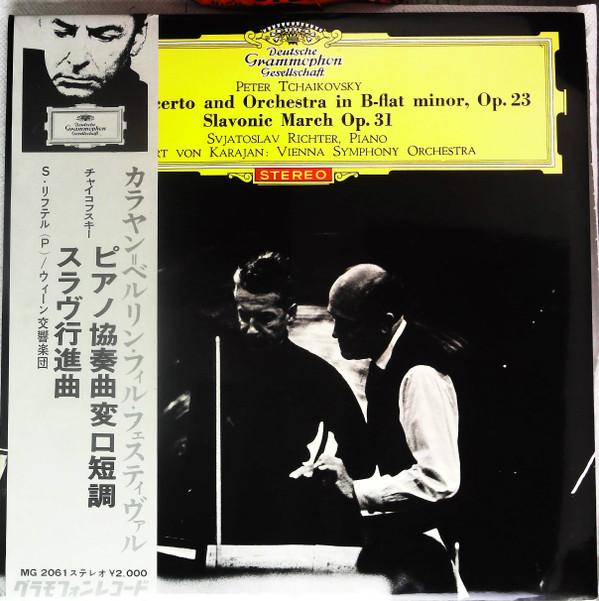 Deutsche
Grammophon
Gesellschaft
PETER TCHAIKOVSKY
certo and Orchestra in B-flat minor, Op. 23
Slavonic March Op. 31
SVJATOSLAV RICHTER, PIANO
RT VON KARAJAN: VIENNA SYMPHONY ORCHESTRA
STEREO
Deutsche
Grammophon
Gesellschaft
カラヤン=ベルリン・フィル・フェスティヴァル
チャイコフスキー
ピアノ協奏曲変ロ短調
スラヴ行進曲
S・リフテル(P)/ウィーン交響楽団
MG 2061 ステレオ ¥2,000
グラモフォン・レコード